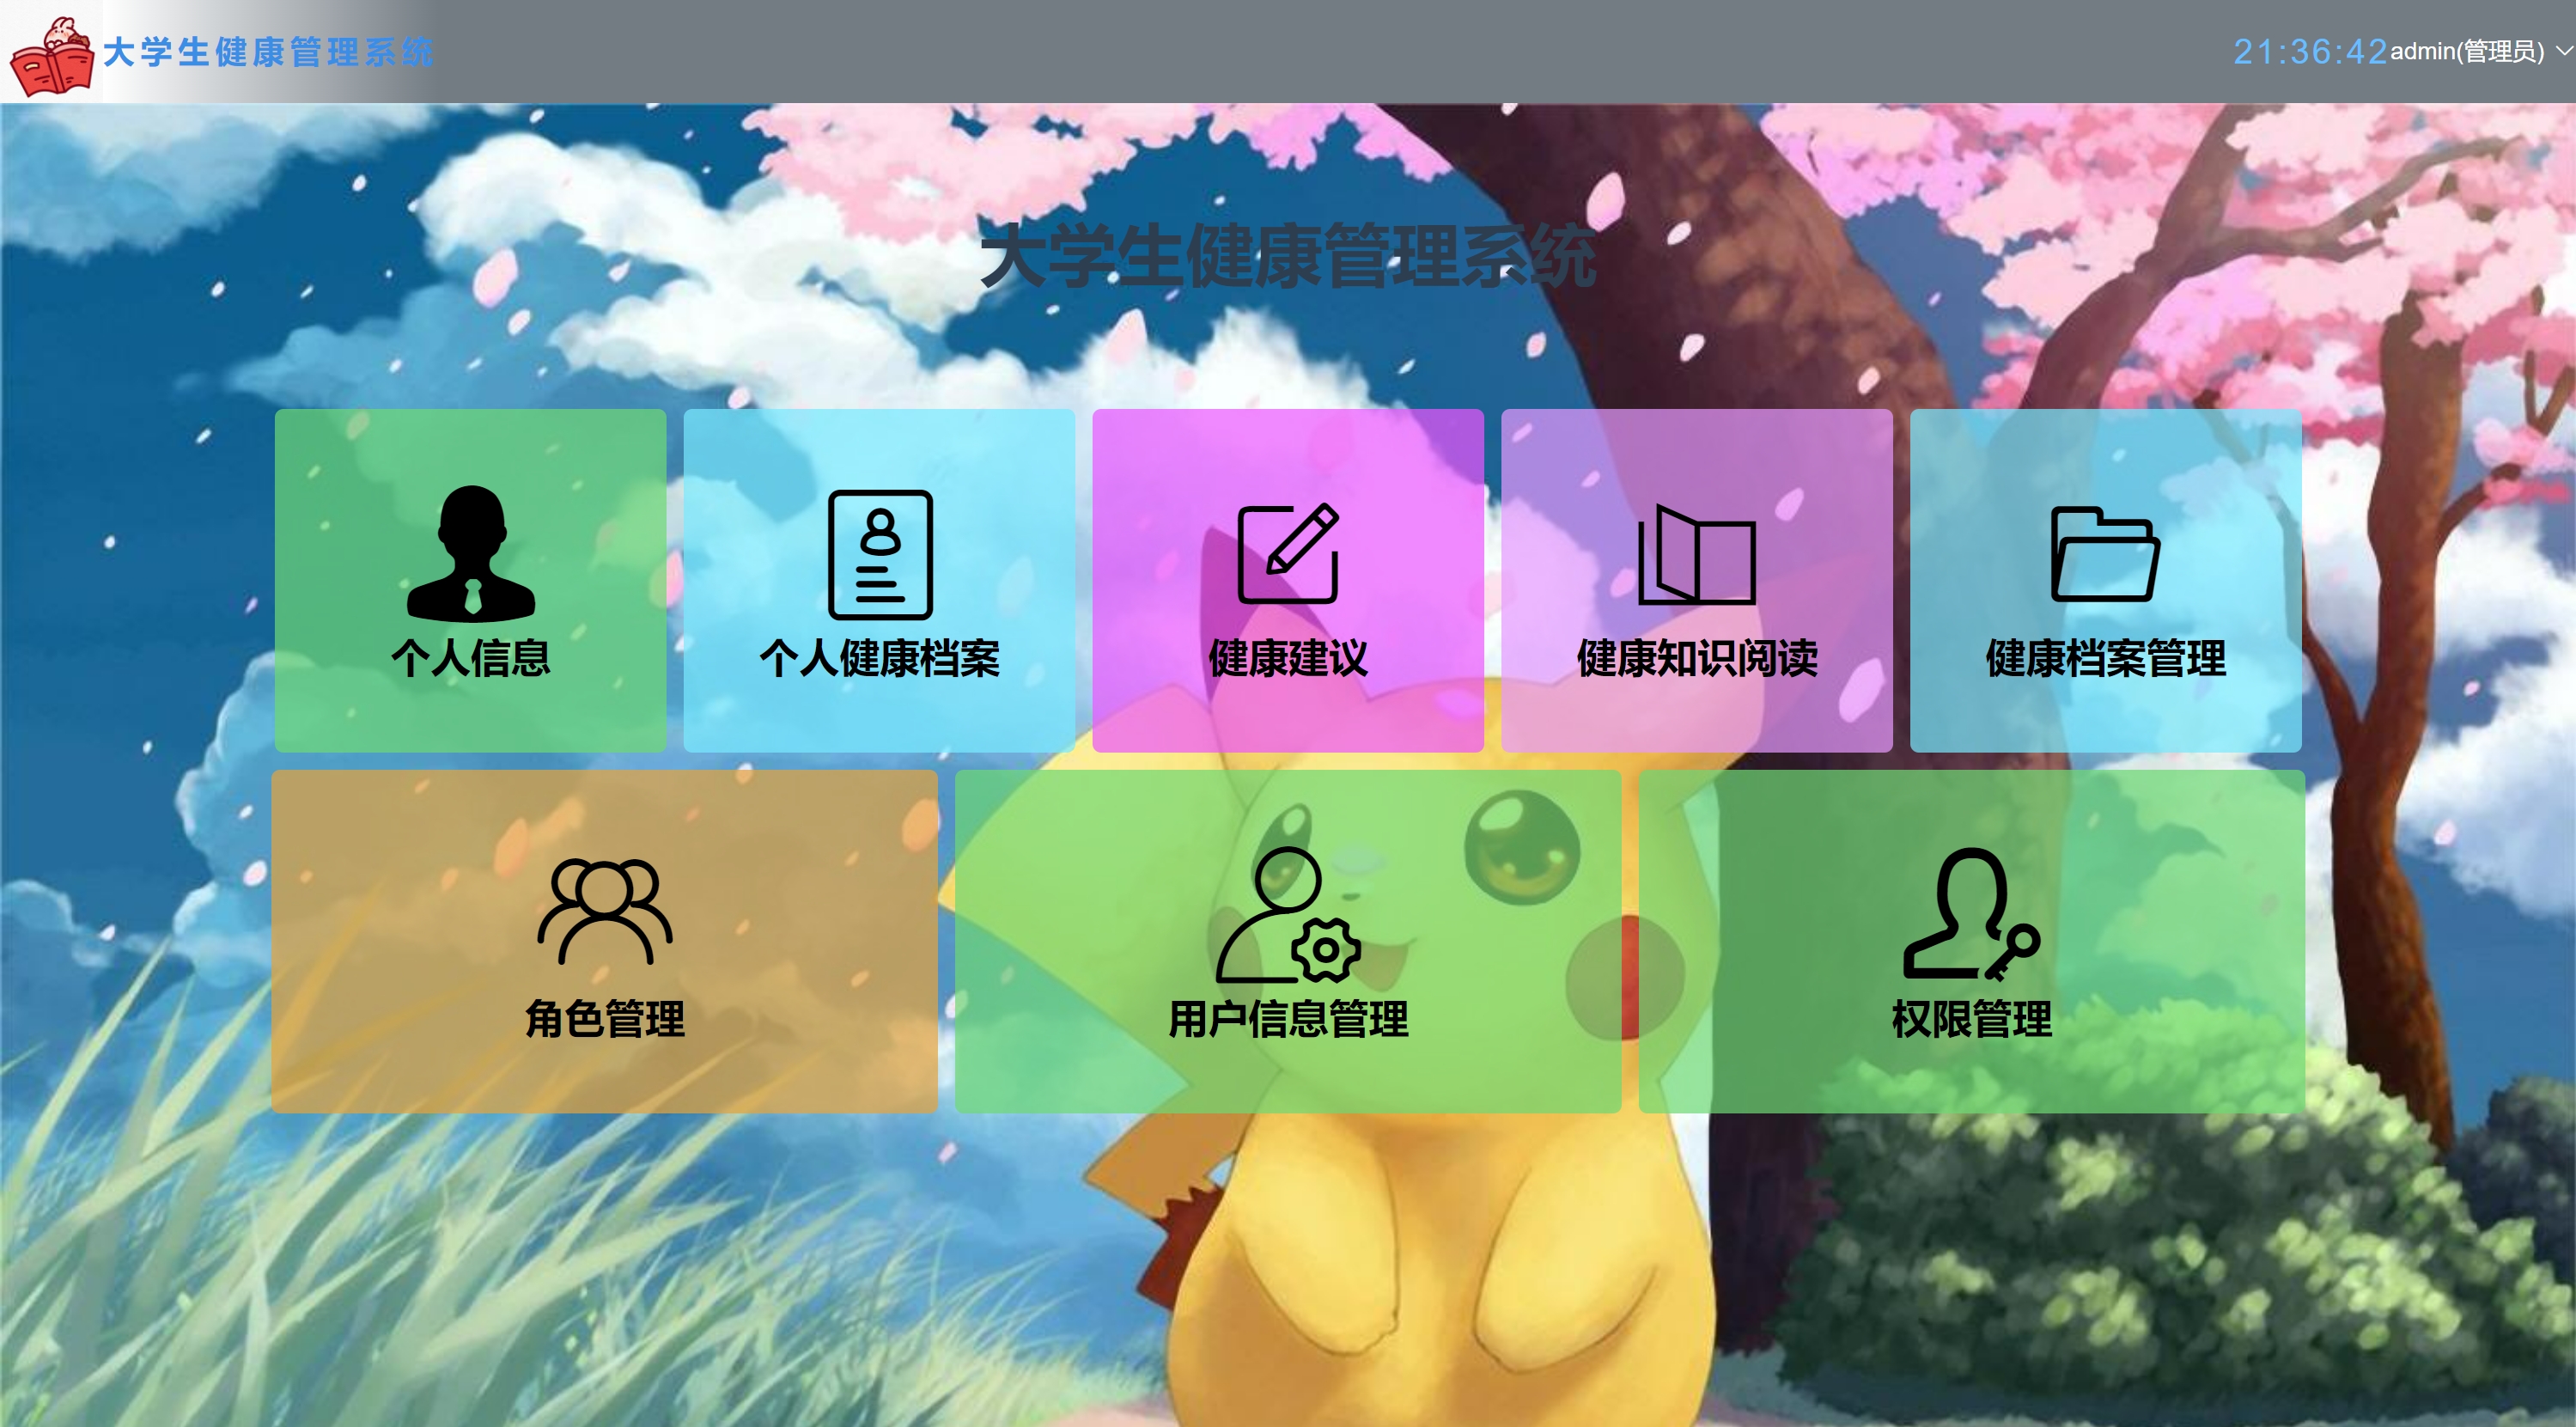 大学生健康管理系统
21:36:42 admin(管理员)
大学生健康管理系统
个人信息
个人健康档案
健康建议
健康知识阅读
健康档案管理
角色管理
用户信息管理
权限管理